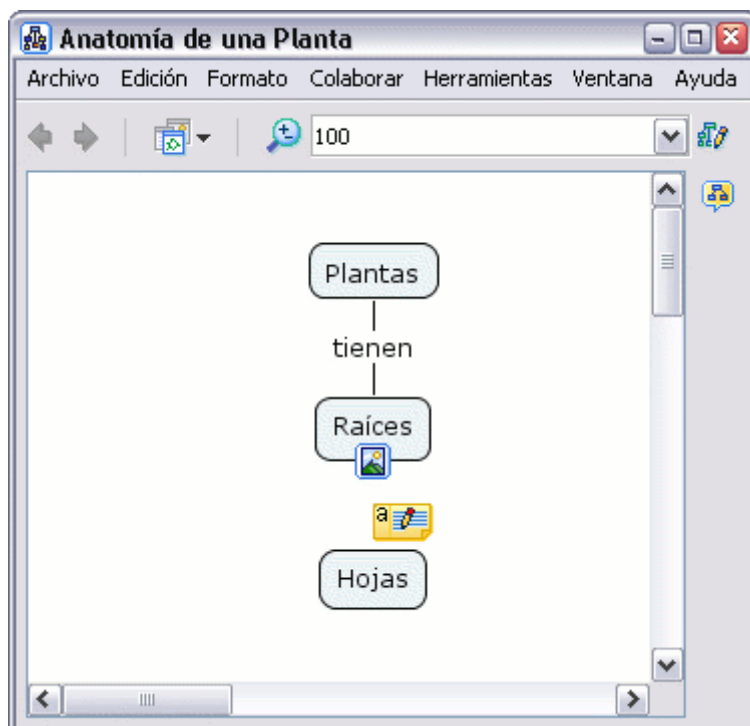 Anatomía de una Planta
Archivo Edición Formato Colaborar Herramientas Ventana Ayuda
100
Plantas
tienen
Raíces
a
Hojas